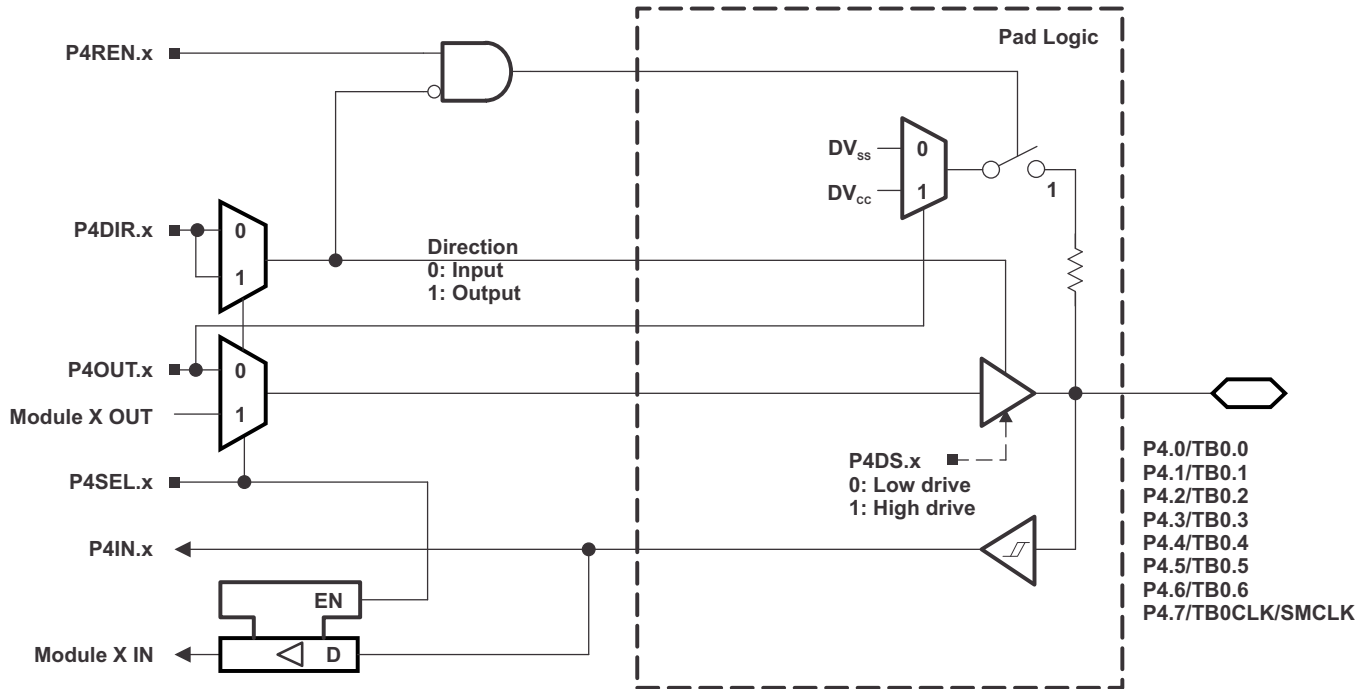 Pad Logic
P4REN.x
DVSS
0
DVCC
1
1
P4DIR.x
0
1
Direction
0: Input
1: Output
P4OUT.x
0
Module X OUT
1
P4SEL.x
P4DS.x
0: Low drive
1: High drive
P4IN.x
EN
Module X IN
D
P4.0/TB0.0
P4.1/TB0.1
P4.2/TB0.2
P4.3/TB0.3
P4.4/TB0.4
P4.5/TB0.5
P4.6/TB0.6
P4.7/TB0CLK/SMCLK